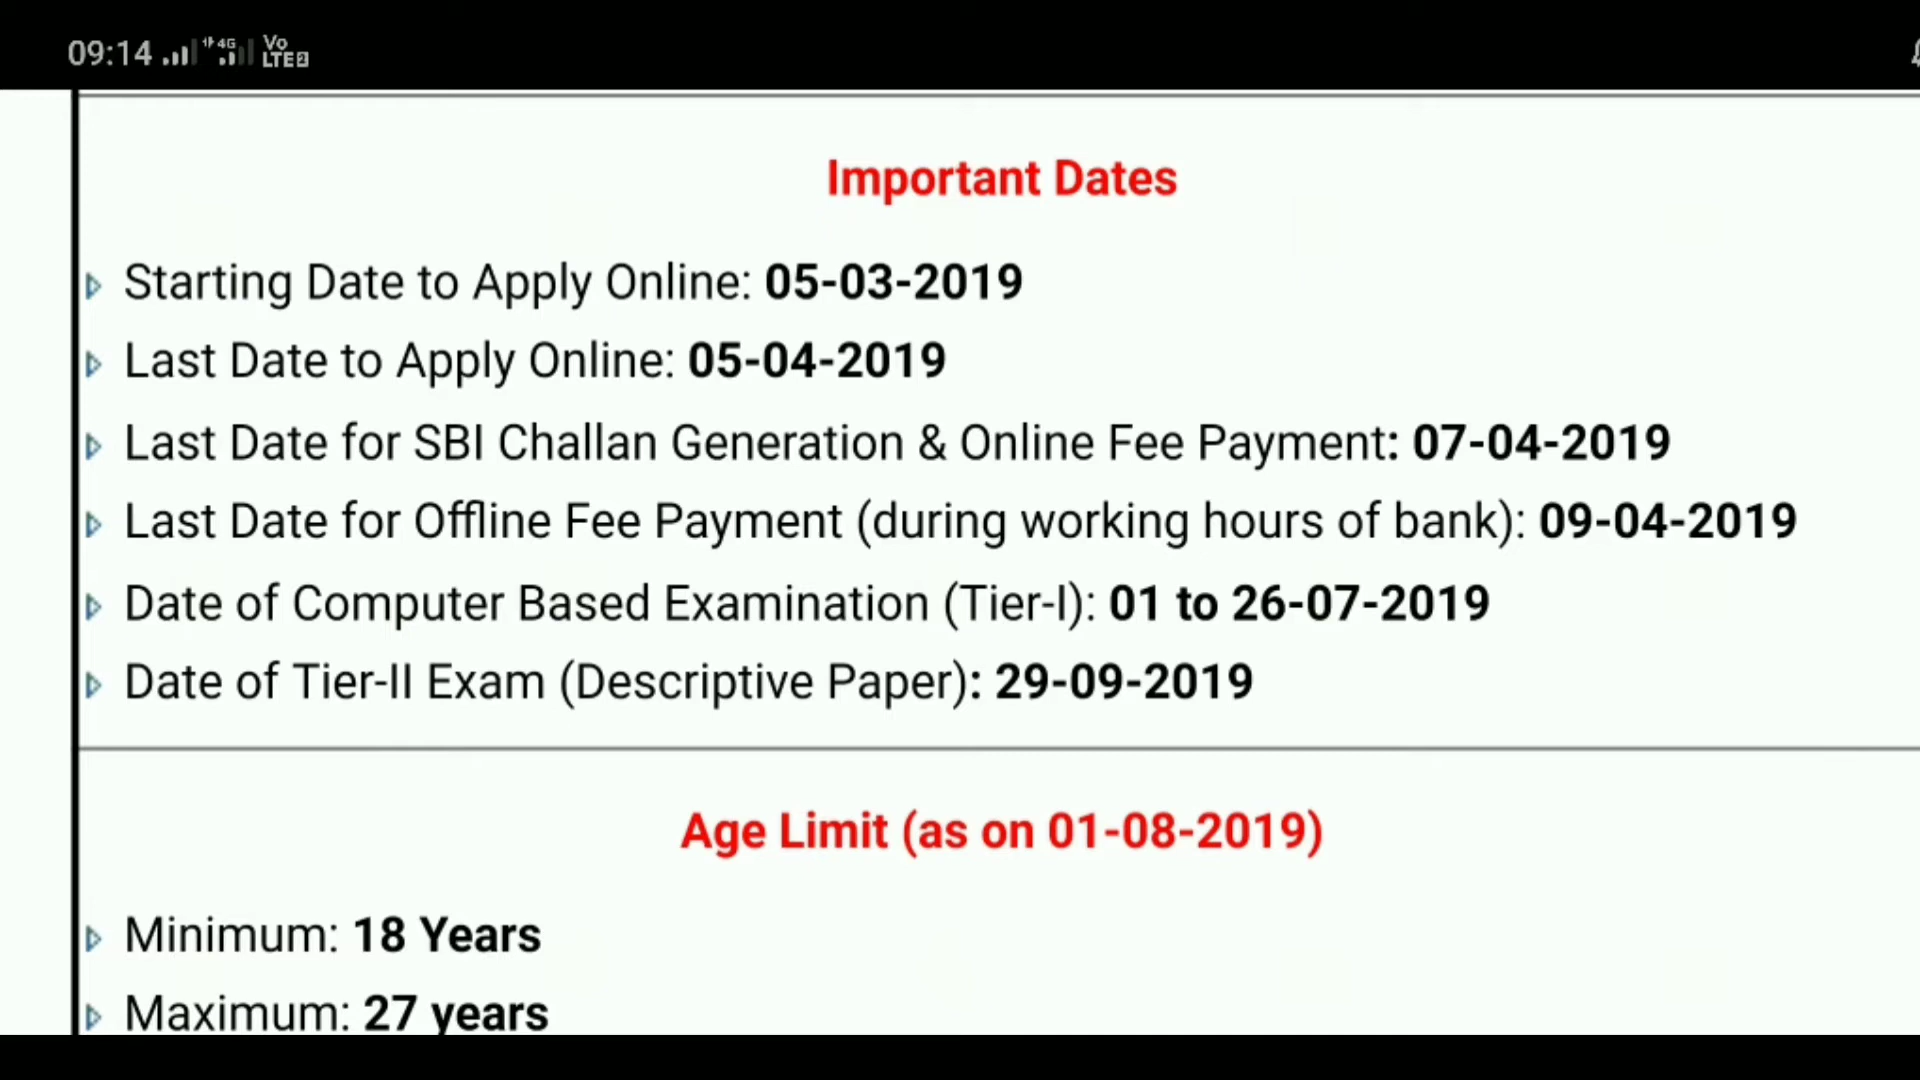 09:14 4G Vo LTE2
Important Dates
Starting Date to Apply Online: 05-03-2019
Last Date to Apply Online: 05-04-2019
Last Date for SBI Challan Generation & Online Fee Payment: 07-04-2019
Last Date for Offline Fee Payment (during working hours of bank): 09-04-2019
Date of Computer Based Examination (Tier-I): 01 to 26-07-2019
Date of Tier-II Exam (Descriptive Paper): 29-09-2019
Age Limit (as on 01-08-2019)
Minimum: 18 Years
Maximum: 27 years